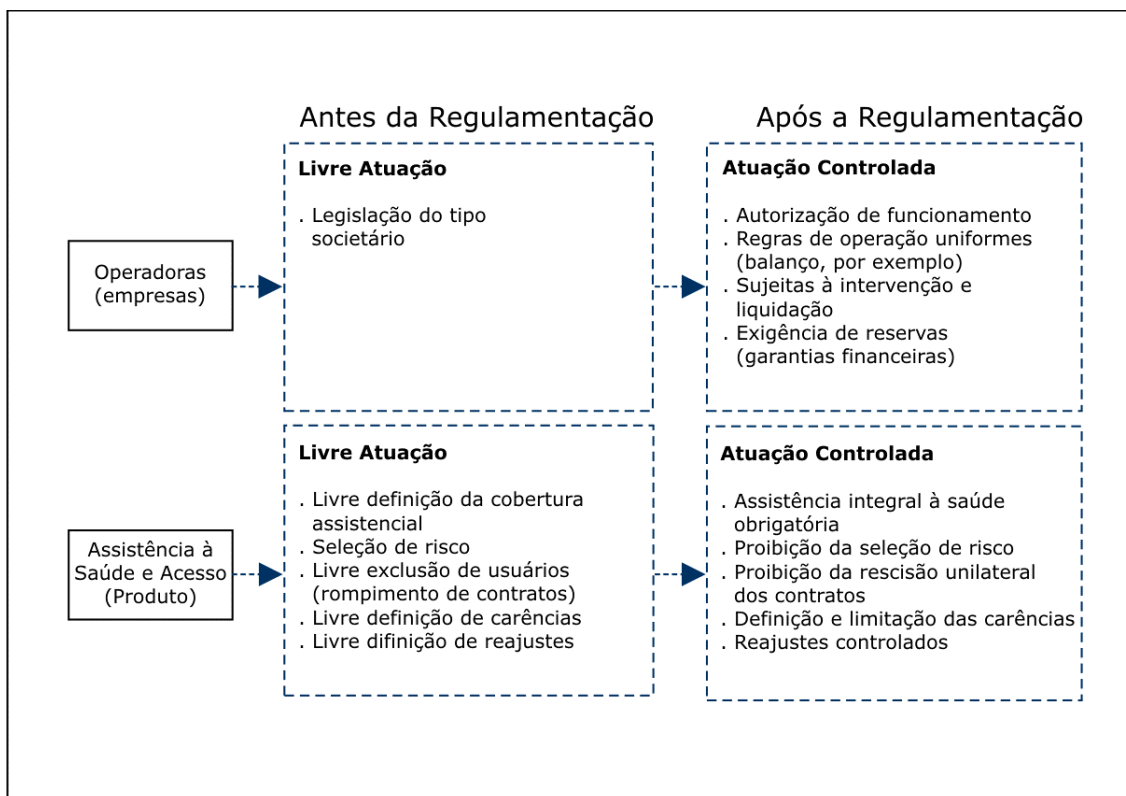 Antes da Regulamentação
Após a Regulamentação
Operadoras
(empresas)
Livre Atuação
. Legislação do tipo
societário
Atuação Controlada
. Autorização de funcionamento
. Regras de operação uniformes
(balanço, por exemplo)
. Sujeitas à intervenção e
liquidação
. Exigência de reservas
(garantias financeiras)
Assistência à
Saúde e Acesso
(Produto)
Livre Atuação
. Livre definição da cobertura
assistencial
. Seleção de risco
. Livre exclusão de usuários
(rompimento de contratos)
. Livre definição de carências
. Livre difinição de reajustes
Atuação Controlada
. Assistência integral à saúde
obrigatória
. Proibição da seleção de risco
. Proibição da rescisão unilateral
dos contratos
. Definição e limitação das carências
. Reajustes controlados